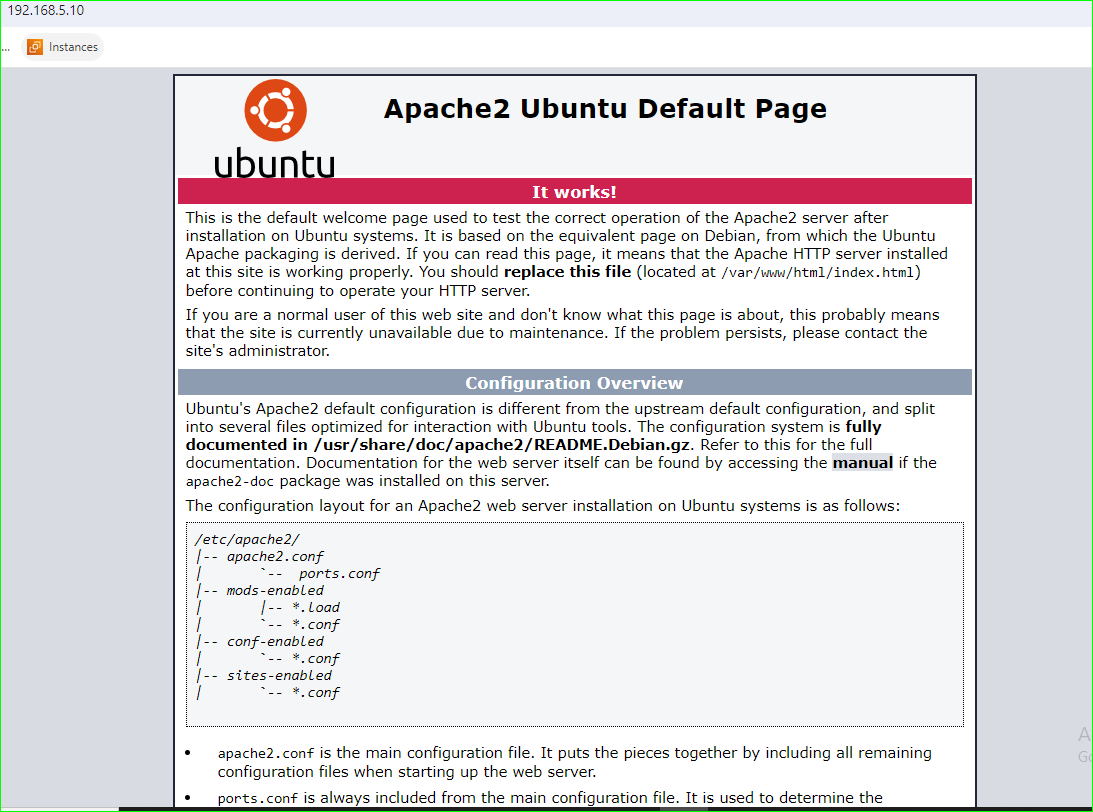 192.168.5.10
... Instances
ubuntu
Apache2 Ubuntu Default Page
It works!
This is the default welcome page used to test the correct operation of the Apache2 server after
installation on Ubuntu systems. It is based on the equivalent page on Debian, from which the Ubuntu
Apache packaging is derived. If you can read this page, it means that the Apache HTTP server installed
at this site is working properly. You should replace this file (located at /var/www/html/index.html)
before continuing to operate your HTTP server.
If you are a normal user of this web site and don't know what this page is about, this probably means
that the site is currently unavailable due to maintenance. If the problem persists, please contact the
site's administrator.
Configuration Overview
Ubuntu's Apache2 default configuration is different from the upstream default configuration, and split
into several files optimized for interaction with Ubuntu tools. The configuration system is fully
documented in /usr/share/doc/apache2/README.Debian.gz. Refer to this for the full
documentation. Documentation for the web server itself can be found by accessing the manual if the
apache2-doc package was installed on this server.
The configuration layout for an Apache2 web server installation on Ubuntu systems is as follows:
/etc/apache2/
|-- apache2.conf
|       `--  ports.conf
|-- mods-enabled
|       |-- *.load
|       `-- *.conf
|-- conf-enabled
|       `-- *.conf
|-- sites-enabled
|       `-- *.conf
• apache2.conf is the main configuration file. It puts the pieces together by including all remaining
configuration files when starting up the web server.
• ports.conf is always included from the main configuration file. It is used to determine the